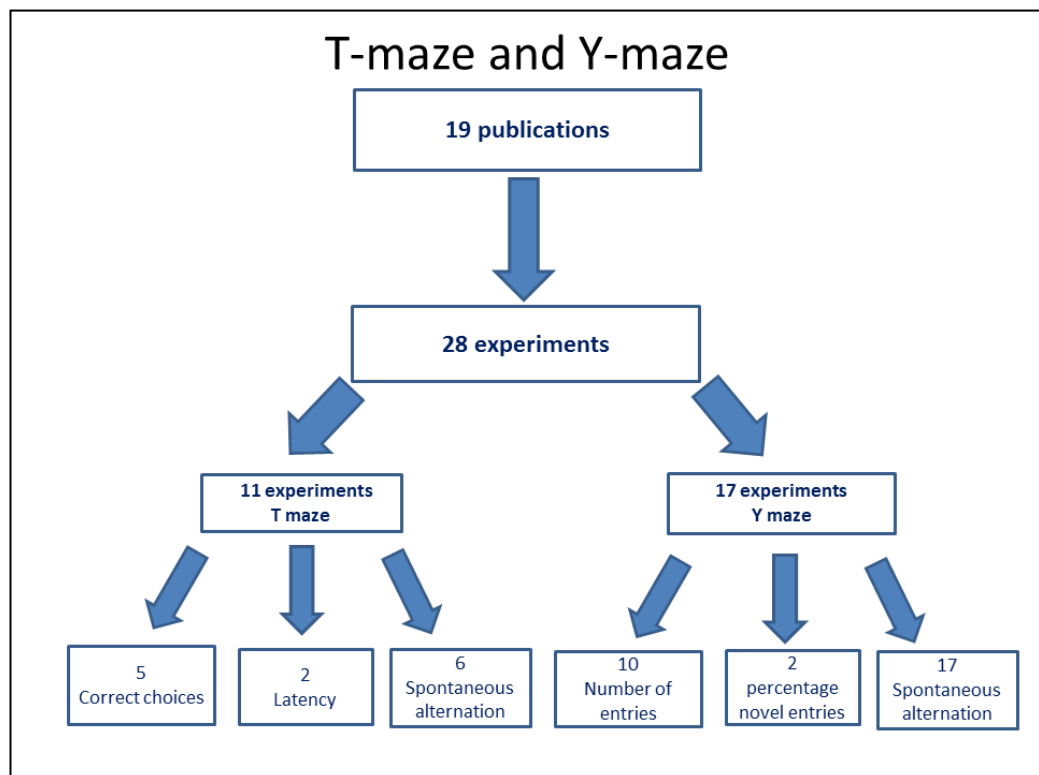 T-maze and Y-maze
19 publications
28 experiments
11 experiments
T maze
17 experiments
Y maze
5
Correct choices
2
Latency
6
Spontaneous
alternation
10
Number of
entries
2
percentage
novel entries
17
Spontaneous
alternation